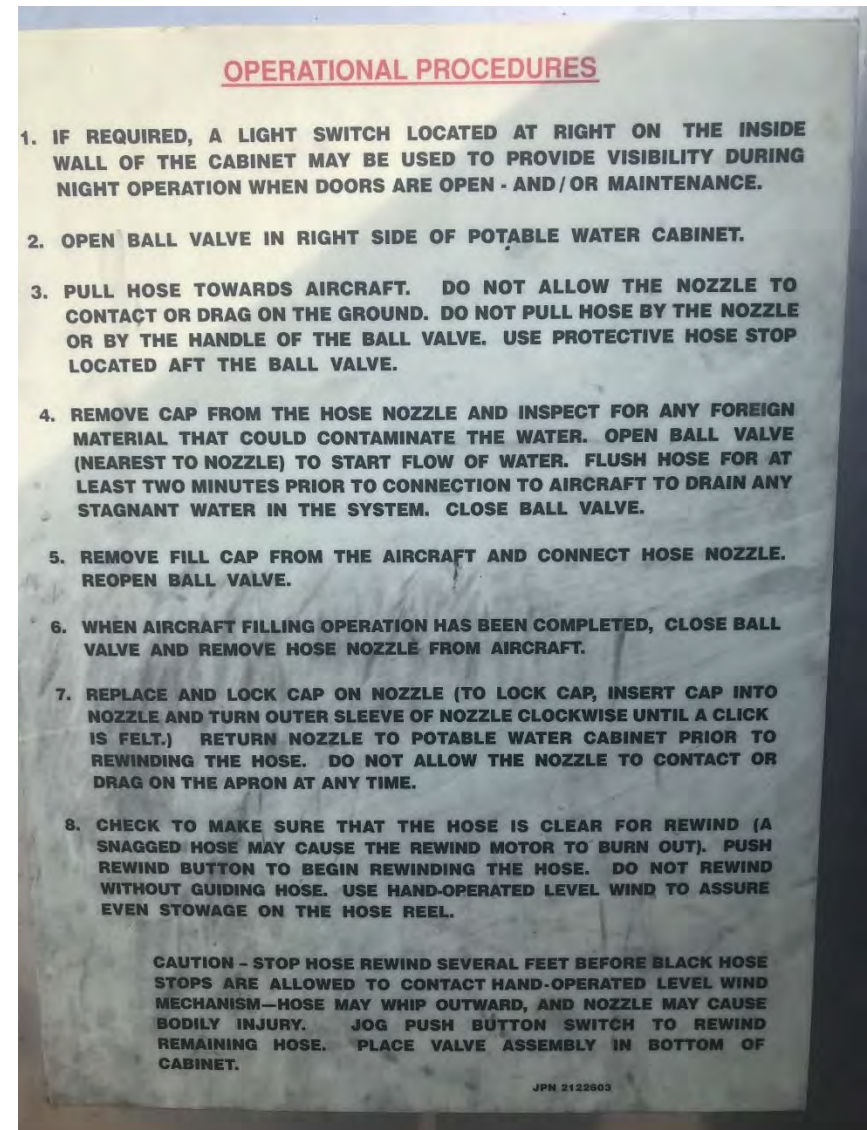 OPERATIONAL PROCEDURES
1. IF REQUIRED, A LIGHT SWITCH LOCATED AT RIGHT ON THE INSIDE
WALL OF THE CABINET MAY BE USED TO PROVIDE VISIBILITY DURING
NIGHT OPERATION WHEN DOORS ARE OPEN - AND/OR MAINTENANCE.
2. OPEN BALL VALVE IN RIGHT SIDE OF POTABLE WATER CABINET.
3. PULL HOSE TOWARDS AIRCRAFT. DO NOT ALLOW THE NOZZLE TO
CONTACT OR DRAG ON THE GROUND. DO NOT PULL HOSE BY THE NOZZLE
OR BY THE HANDLE OF THE BALL VALVE. USE PROTECTIVE HOSE STOP
LOCATED AFT THE BALL VALVE.
4. REMOVE CAP FROM THE HOSE NOZZLE AND INSPECT FOR ANY FOREIGN
MATERIAL THAT COULD CONTAMINATE THE WATER. OPEN BALL VALVE
(NEAREST TO NOZZLE) TO START FLOW OF WATER. FLUSH HOSE FOR AT
LEAST TWO MINUTES PRIOR TO CONNECTION TO AIRCRAFT TO DRAIN ANY
STAGNANT WATER IN THE SYSTEM. CLOSE BALL VALVE.
5. REMOVE FILL CAP FROM THE AIRCRAFT AND CONNECT HOSE NOZZLE.
REOPEN BALL VALVE.
6. WHEN AIRCRAFT FILLING OPERATION HAS BEEN COMPLETED, CLOSE BALL
VALVE AND REMOVE HOSE NOZZLE FROM AIRCRAFT.
7. REPLACE AND LOCK CAP ON NOZZLE (TO LOCK CAP, INSERT CAP INTO
NOZZLE AND TURN OUTER SLEEVE OF NOZZLE CLOCKWISE UNTIL A CLICK
IS FELT.) RETURN NOZZLE TO POTABLE WATER CABINET PRIOR TO
REWINDING THE HOSE. DO NOT ALLOW THE NOZZLE TO CONTACT OR
DRAG ON THE APRON AT ANY TIME.
8. CHECK TO MAKE SURE THAT THE HOSE IS CLEAR FOR REWIND (A
SNAGGED HOSE MAY CAUSE THE REWIND MOTOR TO BURN OUT). PUSH
REWIND BUTTON TO BEGIN REWINDING THE HOSE. DO NOT REWIND
WITHOUT GUIDING HOSE. USE HAND-OPERATED LEVEL WIND TO ASSURE
EVEN STOWAGE ON THE HOSE REEL.
CAUTION - STOP HOSE REWIND SEVERAL FEET BEFORE BLACK HOSE
STOPS ARE ALLOWED TO CONTACT HAND-OPERATED LEVEL WIND
MECHANISM—HOSE MAY WHIP OUTWARD, AND NOZZLE MAY CAUSE
BODILY INJURY. JOG PUSH BUTTON SWITCH TO REWIND
REMAINING HOSE. PLACE VALVE ASSEMBLY IN BOTTOM OF
CABINET.
JPN 2122603